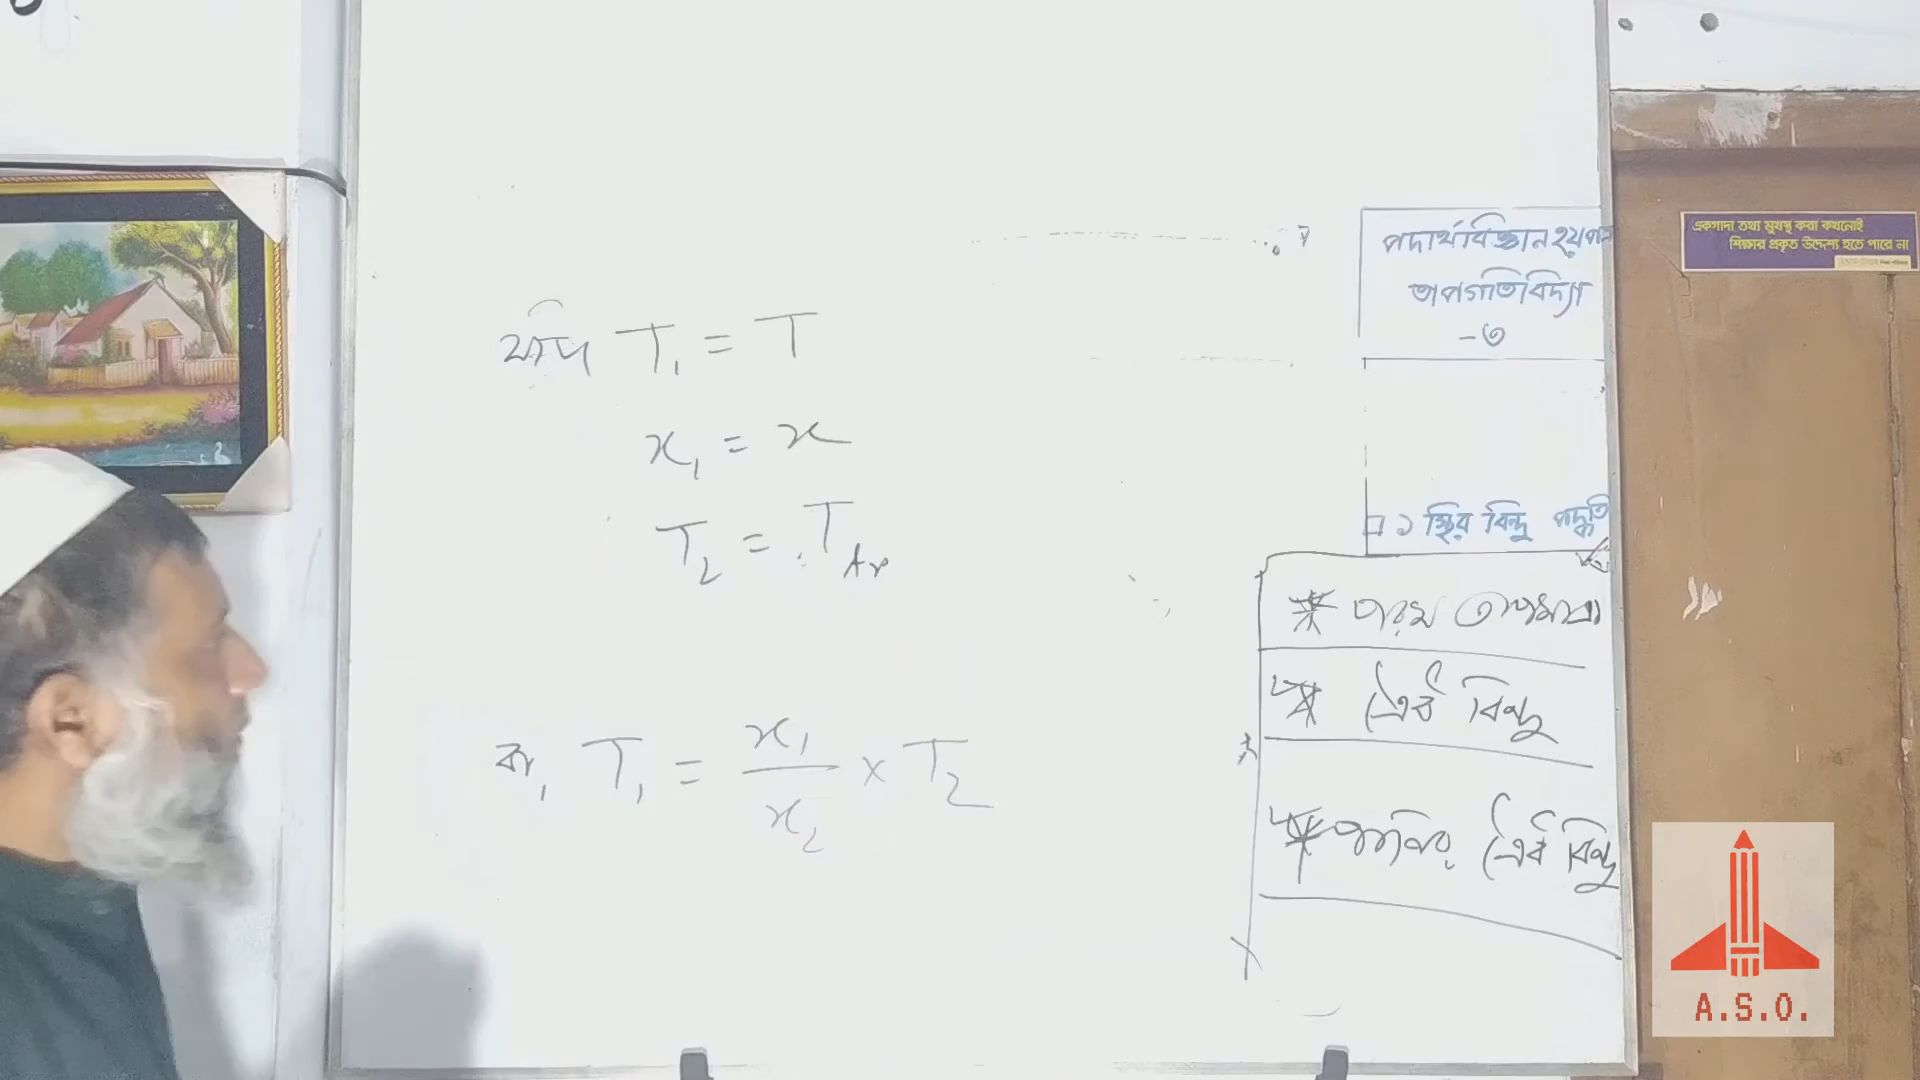 যদি T₁ = T
x₁ = x
T₂ = T
বা, T₁ = x₁/x₂ × T₂
পদার্থবিজ্ঞান ২য় পত্র
তাপগতিবিদ্যা
-৩
১ স্থির বিন্দু পদ্ধতি
* পরম তাপমাত্রা
* ত্রৈধ বিন্দু
* পানির ত্রৈধ বিন্দু
একগাদা তথ্য মুখস্থ করা কখনোই
শিক্ষার প্রকৃত উদ্দেশ্য হতে পারে না
A.S.O.